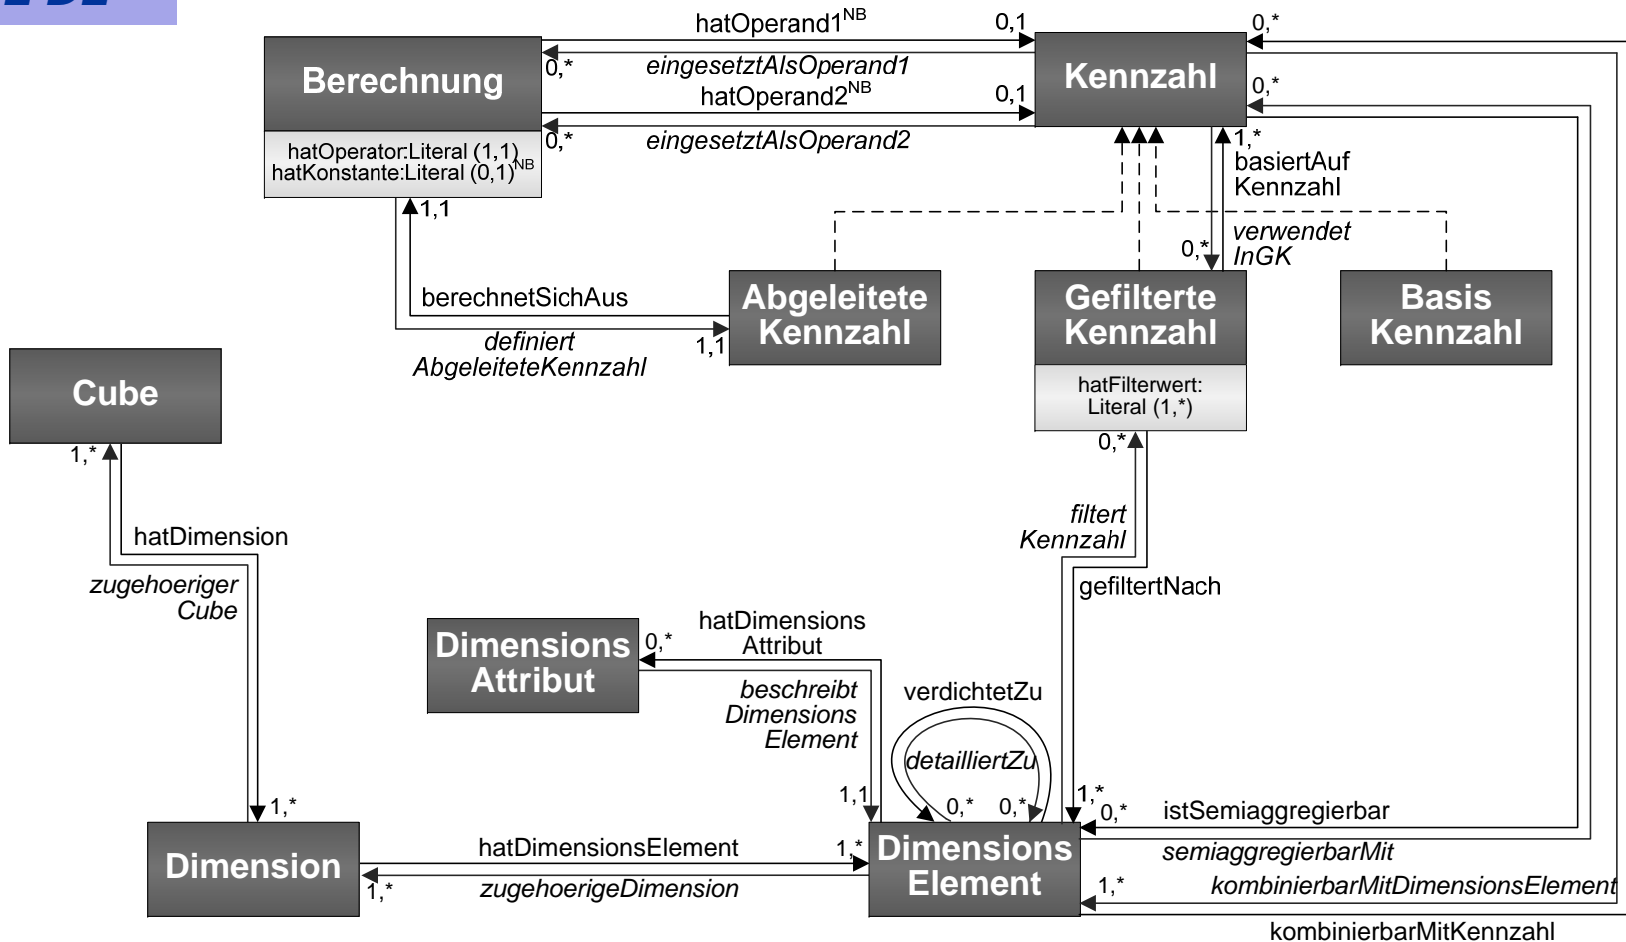 hatOperand1NB
0,1
0,*
Berechnung
0,*
eingesetztAlsOperand1
Kennzahl
hatOperand2NB
0,1
0,*
0,*
eingesetztAlsOperand2
hatOperator:Literal (1,1)
hatKonstante:Literal (0,1)NB
1,*
basiertAuf
Kennzahl
1,1
verwendet
InGK
0,*
berechnetSichAus
Abgeleitete
Kennzahl
Gefilterte
Kennzahl
Basis
Kennzahl
definiert
AbgeleiteteKennzahl
1,1
Cube
hatFilterwert:
Literal (1,*)
1,*
0,*
filtert
Kennzahl
hatDimension
zugehoeriger
Cube
gefiltertNach
hatDimensions
Attribut
Dimensions
Attribut
0,*
beschreibt
Dimensions
Element
verdichtetZu
detailliertZu
1,1
0,*
0,*
1,*
0,*
istSemiaggregierbar
1,*
Dimension
hatDimensionsElement
1,*
Dimensions
Element
semiaggregierbarMit
1,*
zugehoerigeDimension
1,*
kombinierbarMitDimensionsElement
kombinierbarMitKennzahl